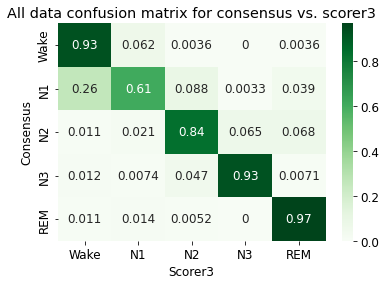 All data confusion matrix for consensus vs. scorer3
Wake 0.93 0.062 0.0036 0 0.0036
N1 0.26 0.61 0.088 0.0033 0.039
N2 0.011 0.021 0.84 0.065 0.068
N3 0.012 0.0074 0.047 0.93 0.0071
REM 0.011 0.014 0.0052 0 0.97
Consensus
Wake N1 N2 N3 REM
Scorer3
0.8
0.6
0.4
0.2
0.0